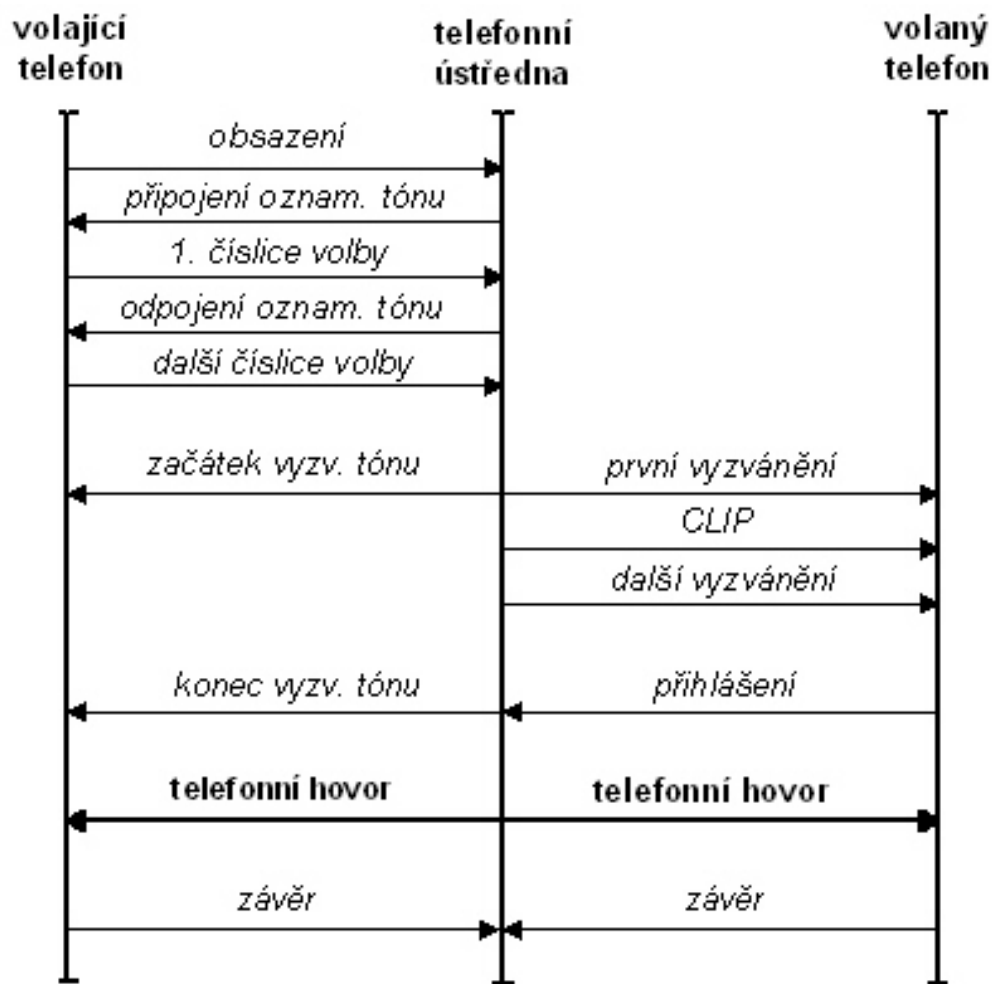 volající
telefon
telefonní
ústředna
volaný
telefon
obsazení
připojení oznam. tónu
1. číslice volby
odpojení oznam. tónu
další číslice volby
začátek vyzv. tónu
první vyzvánění
CLIP
další vyzvánění
konec vyzv. tónu
přihlášení
telefonní hovor
telefonní hovor
závěr
závěr